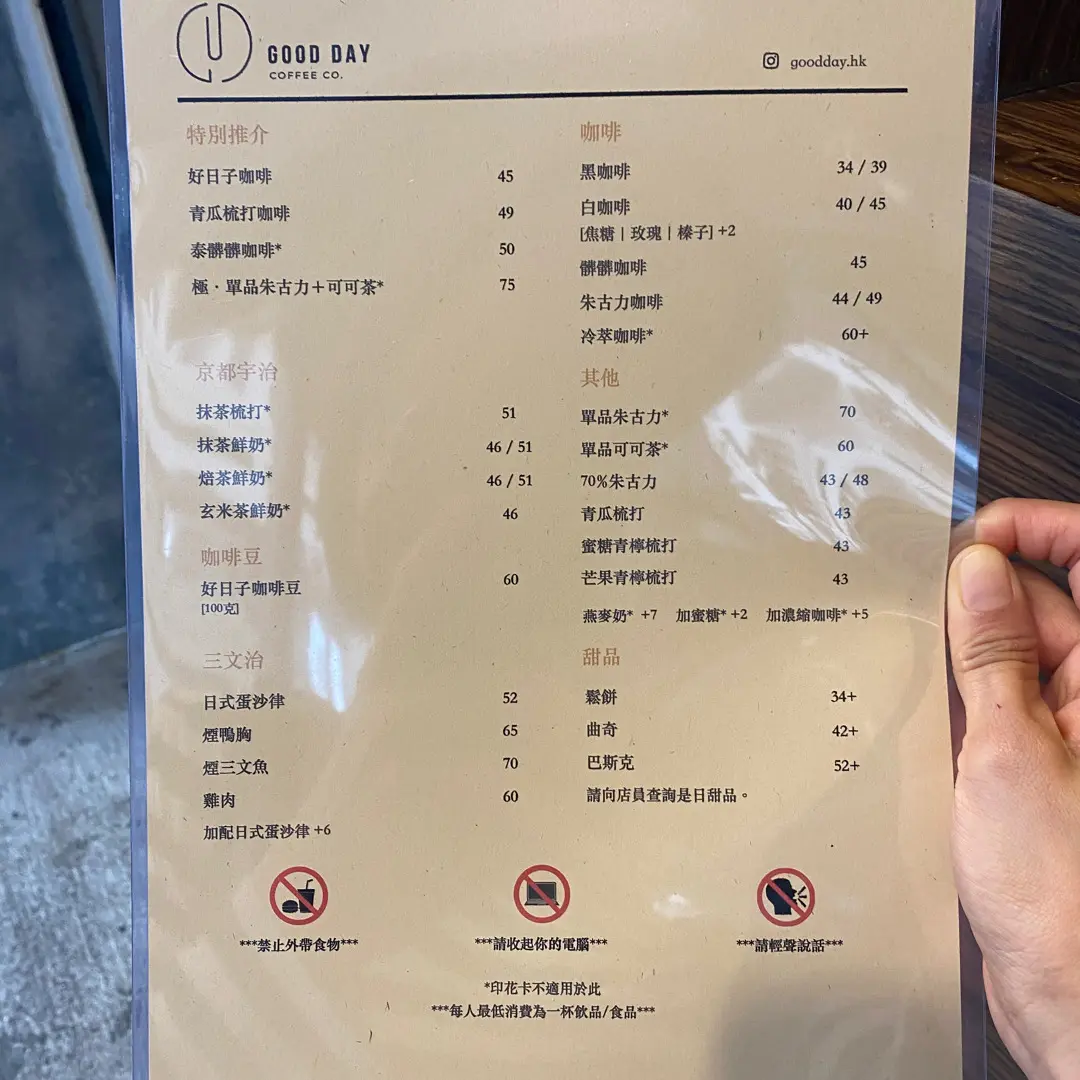 GOOD DAY
COFFEE CO.
goodday.hk
特別推介
好日子咖啡 45
青瓜梳打咖啡 49
泰髒髒咖啡* 50
極·單品朱古力＋可可茶* 75
京都宇治
抹茶梳打* 51
抹茶鮮奶* 46 / 51
焙茶鮮奶* 46 / 51
玄米茶鮮奶* 46
咖啡豆
好日子咖啡豆 60
[100克]
三文治
日式蛋沙律 52
煙鴨胸 65
煙三文魚 70
雞肉 60
加配日式蛋沙律 +6
咖啡
黑咖啡 34 / 39
白咖啡 40 / 45
[焦糖 | 玫瑰 | 榛子] +2
髒髒咖啡 45
朱古力咖啡 44 / 49
冷萃咖啡* 60+
其他
單品朱古力* 70
單品可可茶* 60
70%朱古力 43 / 48
青瓜梳打 43
蜜糖青檸梳打 43
芒果青檸梳打 43
燕麥奶* +7 加蜜糖* +2 加濃縮咖啡* +5
甜品
鬆餅 34+
曲奇 42+
巴斯克 52+
請向店員查詢是日甜品。
***禁止外帶食物***
***請收起你的電腦***
***請輕聲說話***
*印花卡不適用於此
***每人最低消費為一杯飲品/食品***